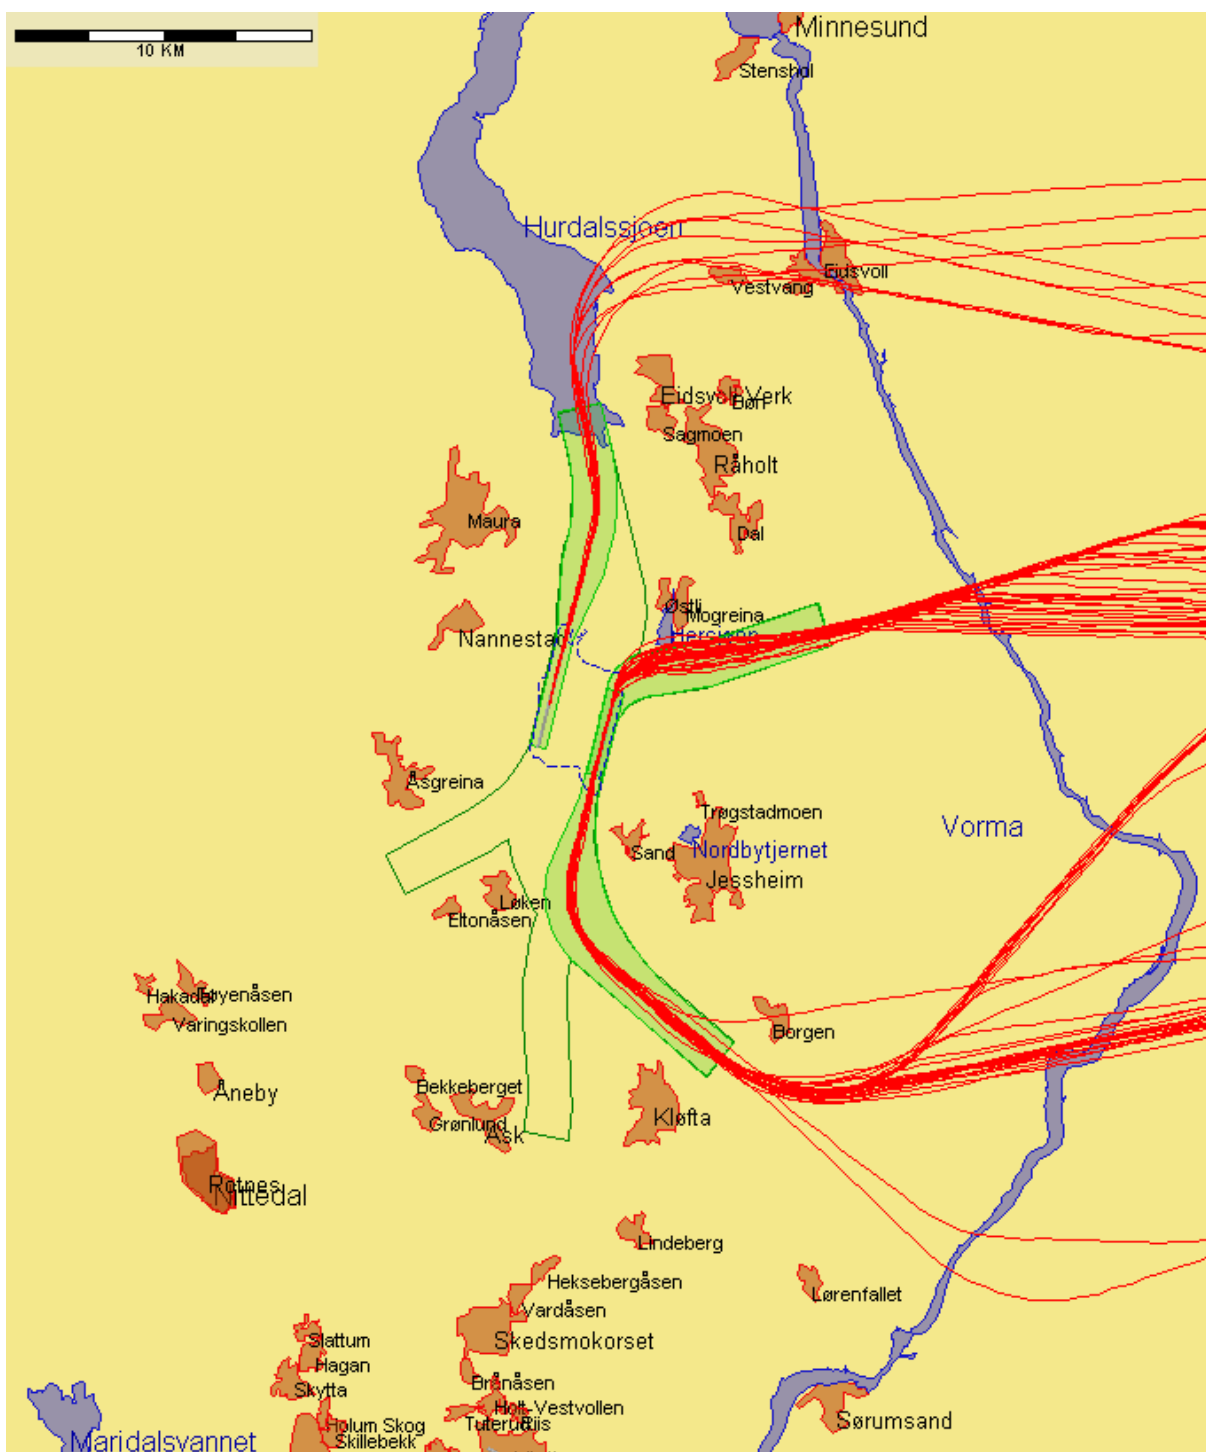 Minnesund
10 KM
Stenshol
Hurdalssjoen
Eidsvoll
Vestvang
Eidsvoll Verk
Bøn
Sagmoen
Råholt
Maura
Dal
Østli
Mogreina
Hersjøen
Nannestad
Åsgreina
Trøgstadmoen
Vorma
Sand
Nordbytjernet
Jessheim
Løken
Eltonåsen
Hakadal
Varingskollen
Borgen
Bekkeberget
Åneby
Grønlund
Ask
Kløfta
Rotnes
Nittedal
Lindeberg
Heksebergåsen
Lørenfallet
Vardåsen
Slattum
Skedsmokorset
Hagan
Brånåsen
Skytta
Holt-Vestvollen
Holum Skog
Sørumsand
Maridalsvannet
Skillebekk